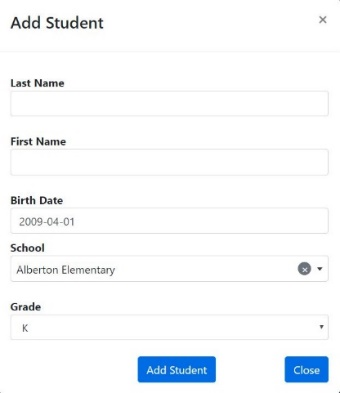 Add Student
×
Last Name
First Name
Birth Date
2009-04-01
School
Alberton Elementary
Grade
K
Add Student Close